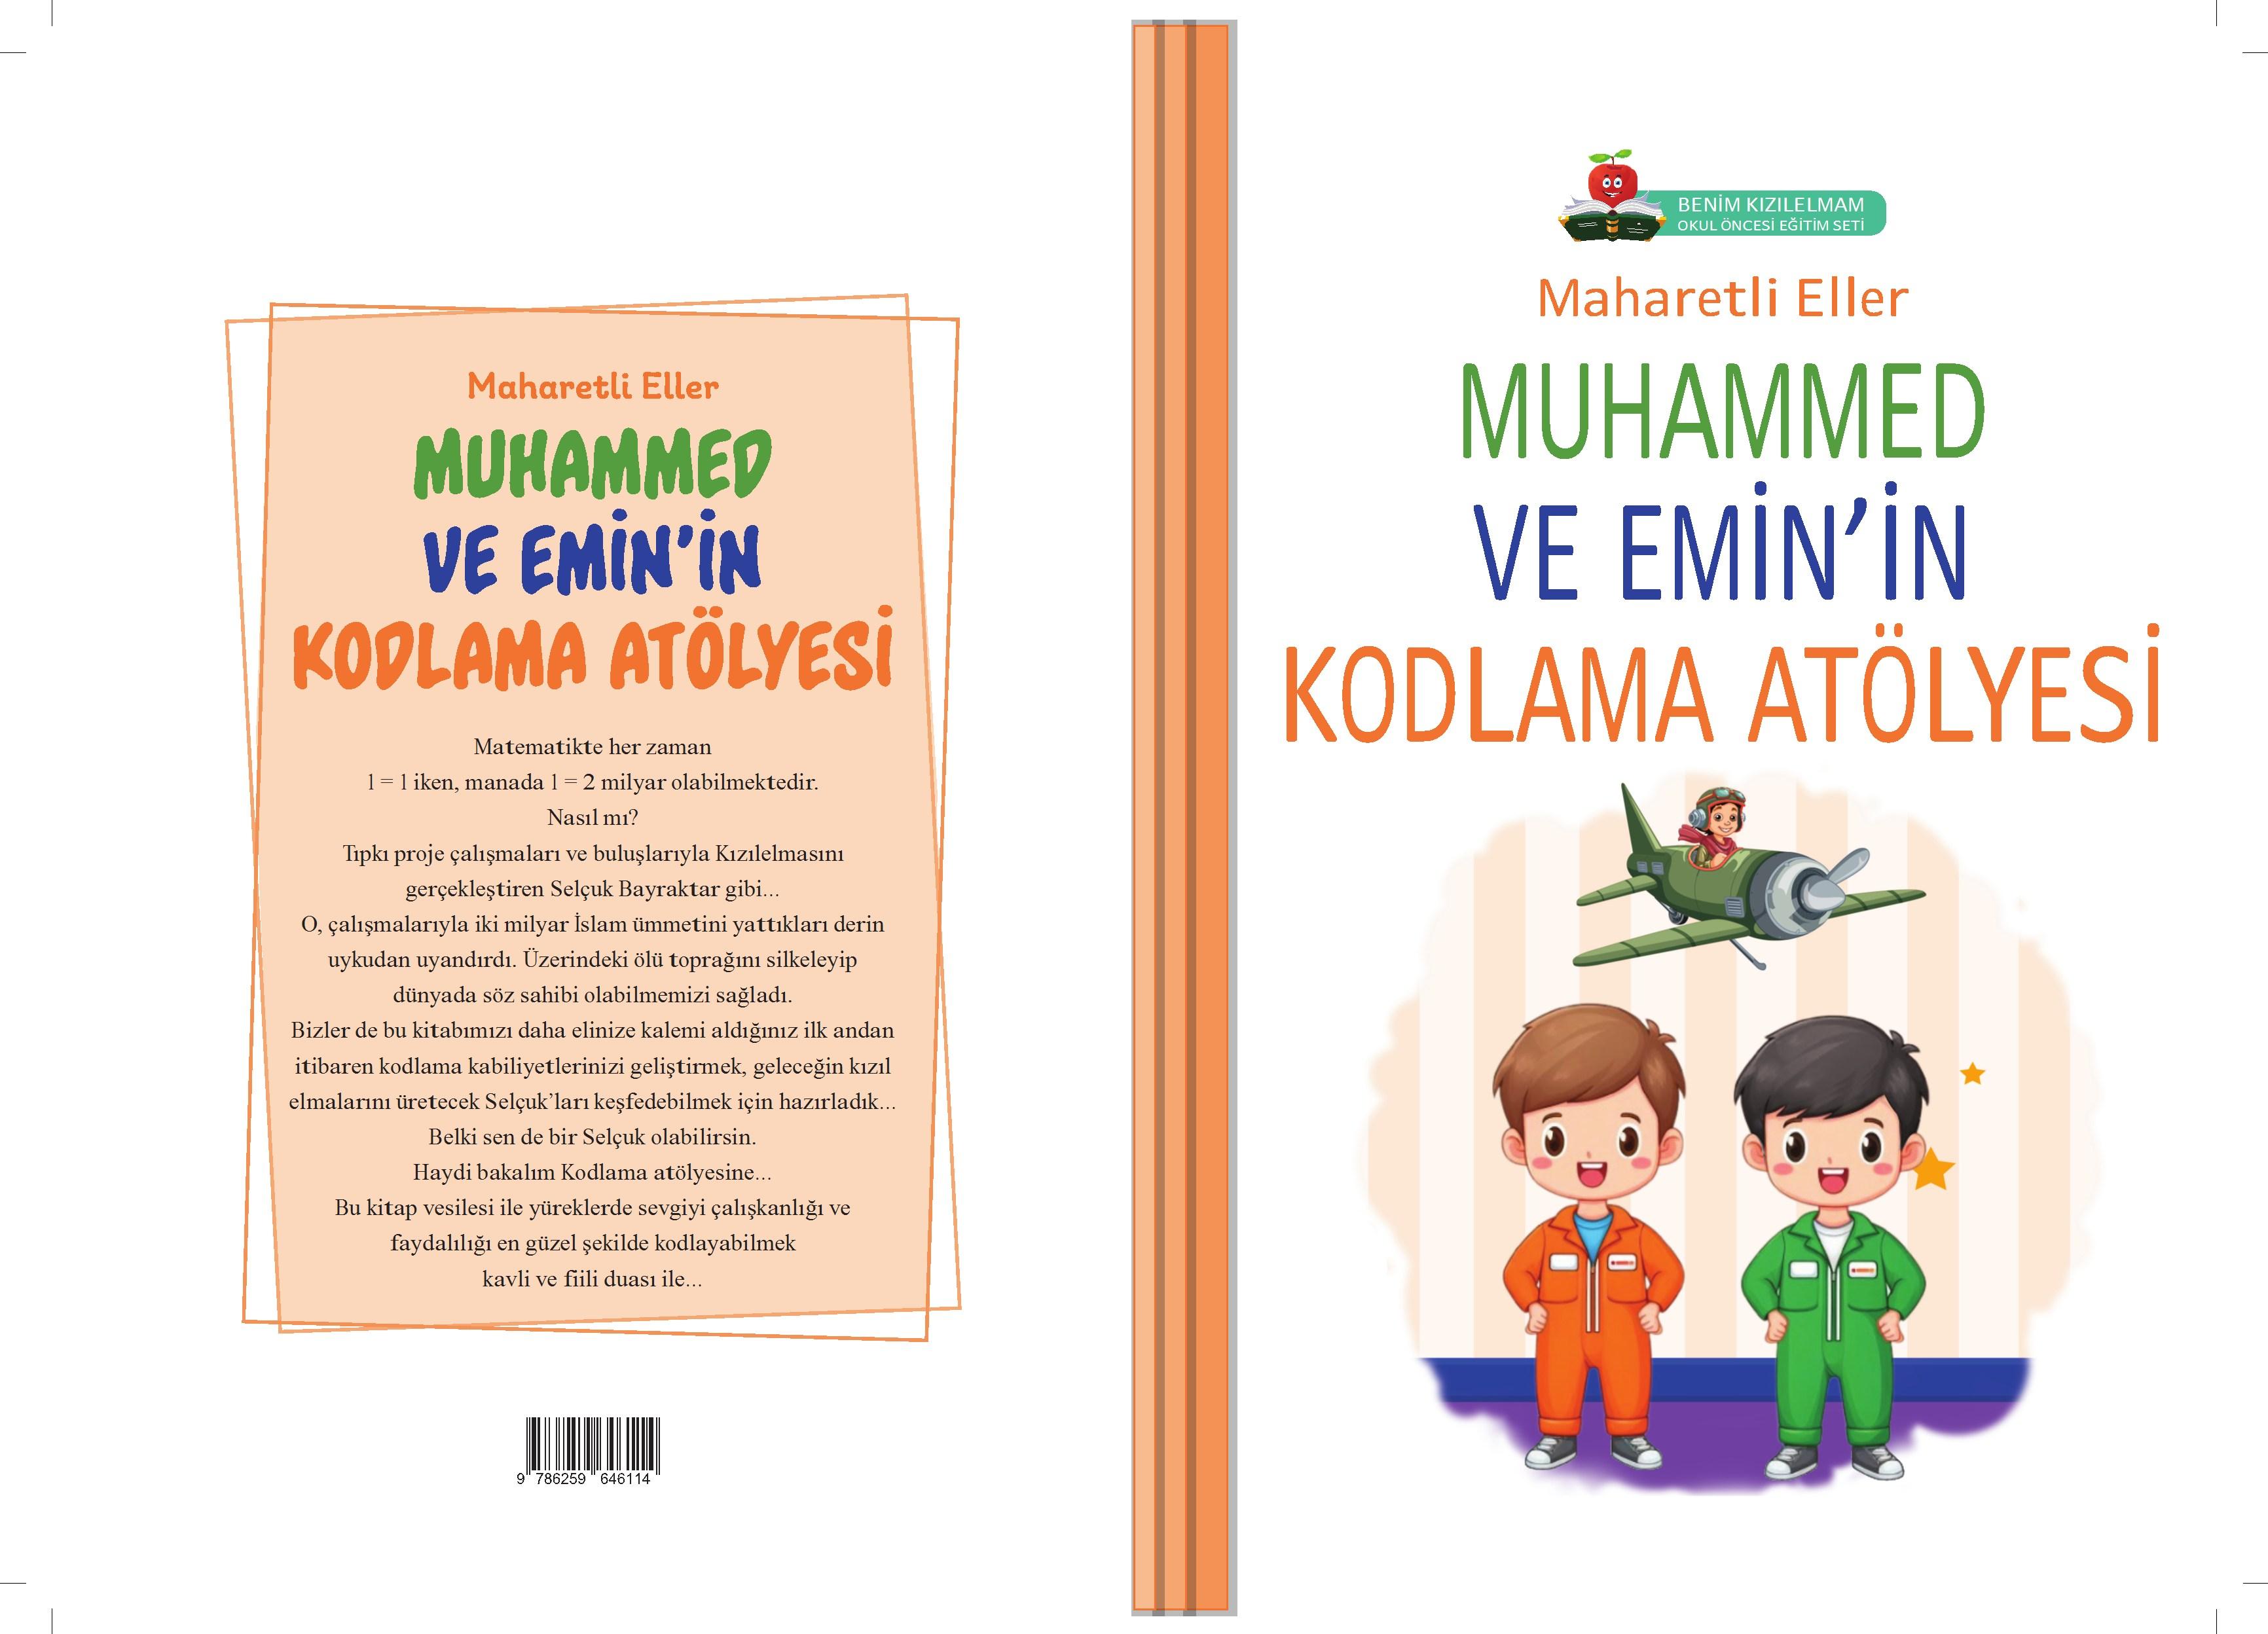 Maharetli Eller
MUHAMMED
VE EMİN’İN
KODLAMA ATÖLYESİ
Matematikte her zaman
1 = 1 iken, manada 1 = 2 milyar olabilmektedir.
Nasıl mı?
Tıpkı proje çalışmaları ve buluşlarıyla Kızılelmasını
gerçekleştiren Selçuk Bayraktar gibi...
O, çalışmalarıyla iki milyar İslam ümmetini yattıkları derin
uykudan uyandırdı. Üzerindeki ölü toprağını silkeleyip
dünyada söz sahibi olabilmemizi sağladı.
Bizler de bu kitabımızı daha elinize kalemi aldığınız ilk andan
itibaren kodlama kabiliyetlerinizi geliştirmek, geleceğin kızıl
elmalarını üretecek Selçuk’ları keşfedebilmek için hazırladık...
Belki sen de bir Selçuk olabilirsin.
Haydi bakalım Kodlama atölyesine...
Bu kitap vesilesi ile yüreklerde sevgiyi çalışkanlığı ve
faydalılığı en güzel şekilde kodlayabilmek
kavli ve fiili duası ile...
9 786259 646114
BENİM KIZILELMAM
OKUL ÖNCESİ EĞİTİM SETİ
Maharetli Eller
MUHAMMED
VE EMİN’İN
KODLAMA ATÖLYESİ